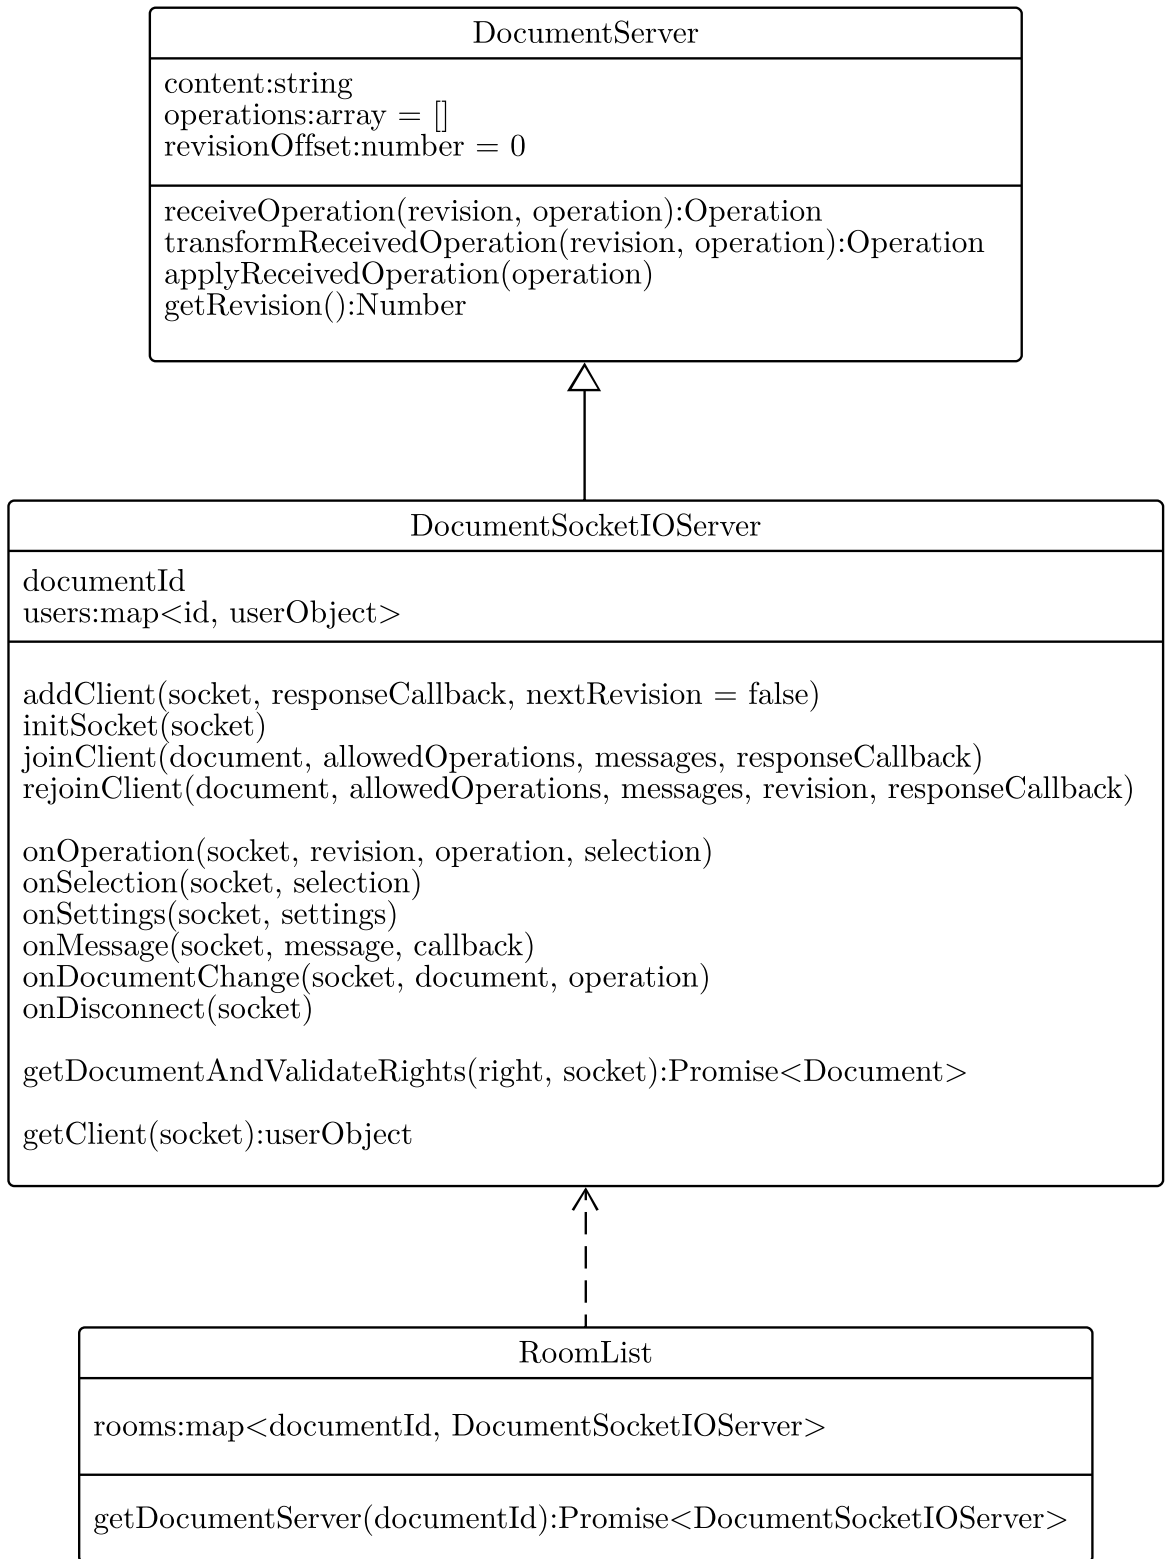 DocumentServer
content:string
operations:array = []
revisionOffset:number = 0
receiveOperation(revision, operation):Operation
transformReceivedOperation(revision, operation):Operation
applyReceivedOperation(operation)
getRevision():Number
DocumentSocketIOServer
documentId
users:map<id, userObject>
addClient(socket, responseCallback, nextRevision = false)
initSocket(socket)
joinClient(document, allowedOperations, messages, responseCallback)
rejoinClient(document, allowedOperations, messages, revision, responseCallback)
onOperation(socket, revision, operation, selection)
onSelection(socket, selection)
onSettings(socket, settings)
onMessage(socket, message, callback)
onDocumentChange(socket, document, operation)
onDisconnect(socket)
getDocumentAndValidateRights(right, socket):Promise<Document>
getClient(socket):userObject
RoomList
rooms:map<documentId, DocumentSocketIOServer>
getDocumentServer(documentId):Promise<DocumentSocketIOServer>